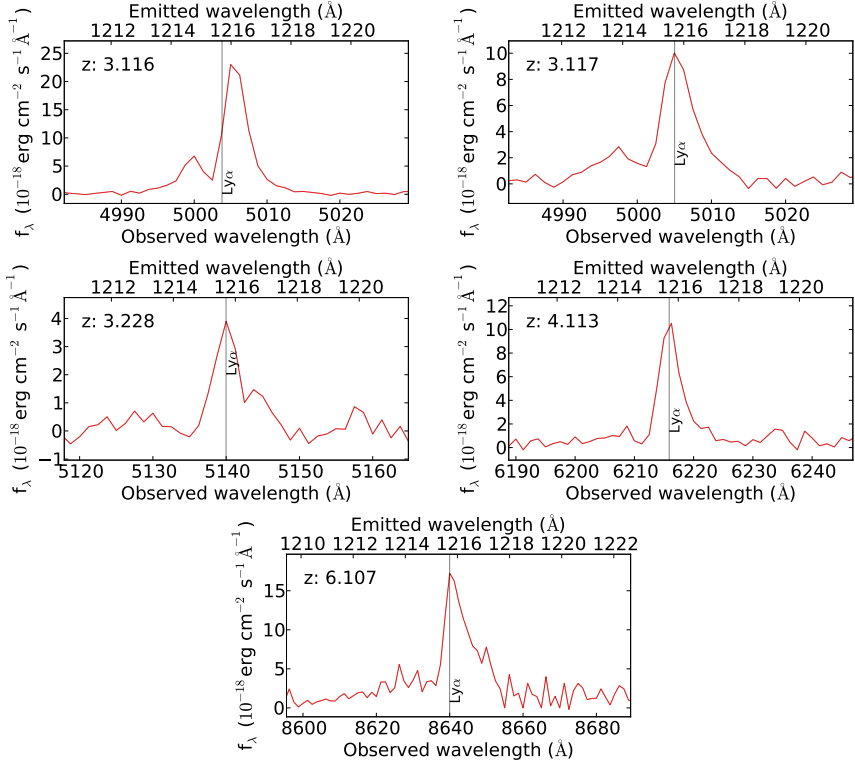 Emitted wavelength (Å)
1212 1214 1216 1218 1220
z: 3.116
Lyα
25
20
15
10
5
0
f_λ (10⁻¹⁸ erg cm⁻² s⁻¹ Å⁻¹)
4990 5000 5010 5020
Observed wavelength (Å)
Emitted wavelength (Å)
1212 1214 1216 1218 1220
z: 3.117
Lyα
10
8
6
4
2
0
f_λ (10⁻¹⁸ erg cm⁻² s⁻¹ Å⁻¹)
4990 5000 5010 5020
Observed wavelength (Å)
Emitted wavelength (Å)
1212 1214 1216 1218 1220
z: 3.228
Lyα
4
3
2
1
0
−1
f_λ (10⁻¹⁸ erg cm⁻² s⁻¹ Å⁻¹)
5120 5130 5140 5150 5160
Observed wavelength (Å)
Emitted wavelength (Å)
1212 1214 1216 1218 1220
z: 4.113
Lyα
12
10
8
6
4
2
0
f_λ (10⁻¹⁸ erg cm⁻² s⁻¹ Å⁻¹)
6190 6200 6210 6220 6230 6240
Observed wavelength (Å)
Emitted wavelength (Å)
1210 1212 1214 1216 1218 1220 1222
z: 6.107
Lyα
15
10
5
0
f_λ (10⁻¹⁸ erg cm⁻² s⁻¹ Å⁻¹)
8600 8620 8640 8660 8680
Observed wavelength (Å)